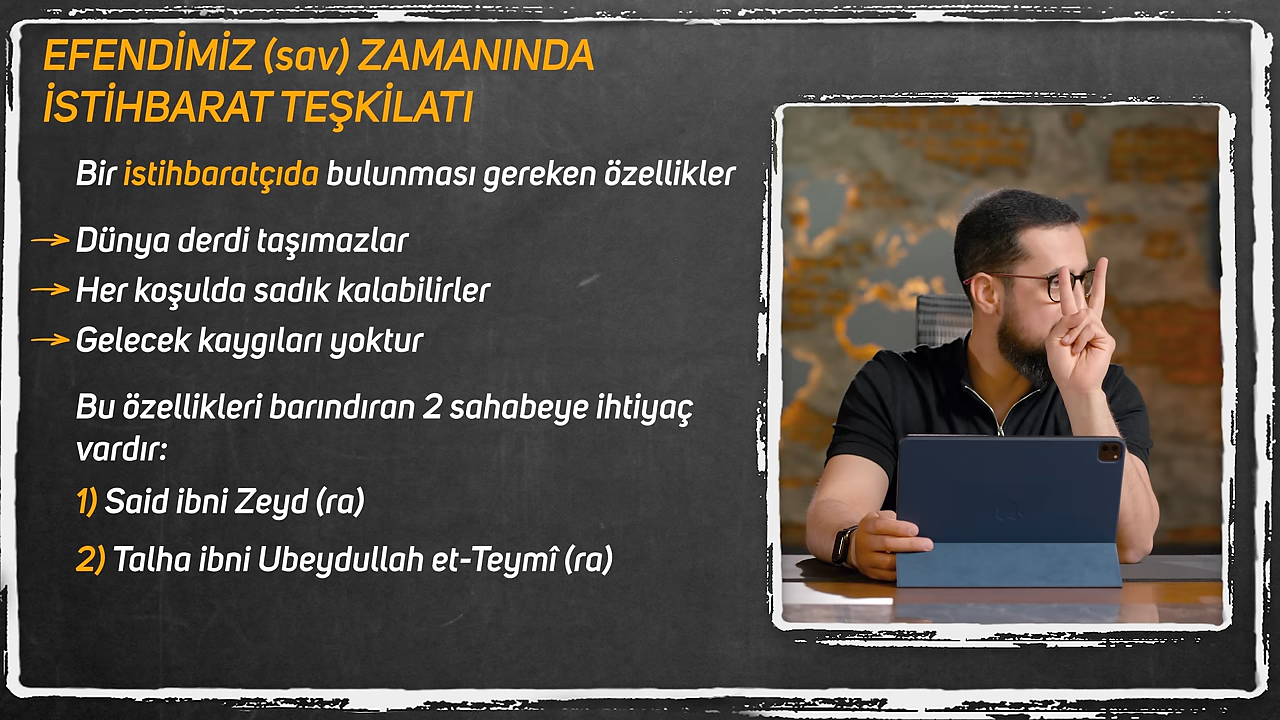 EFENDİMİZ (sav) ZAMANINDA
İSTİHBARAT TEŞKİLATI
Bir istihbaratçıda bulunması gereken özellikler
→ Dünya derdi taşımazlar
→ Her koşulda sadık kalabilirler
→ Gelecek kaygıları yoktur
Bu özellikleri barındıran 2 sahabeye ihtiyaç
vardır:
1) Said ibni Zeyd (ra)
2) Talha ibni Ubeydullah et-Teymî (ra)